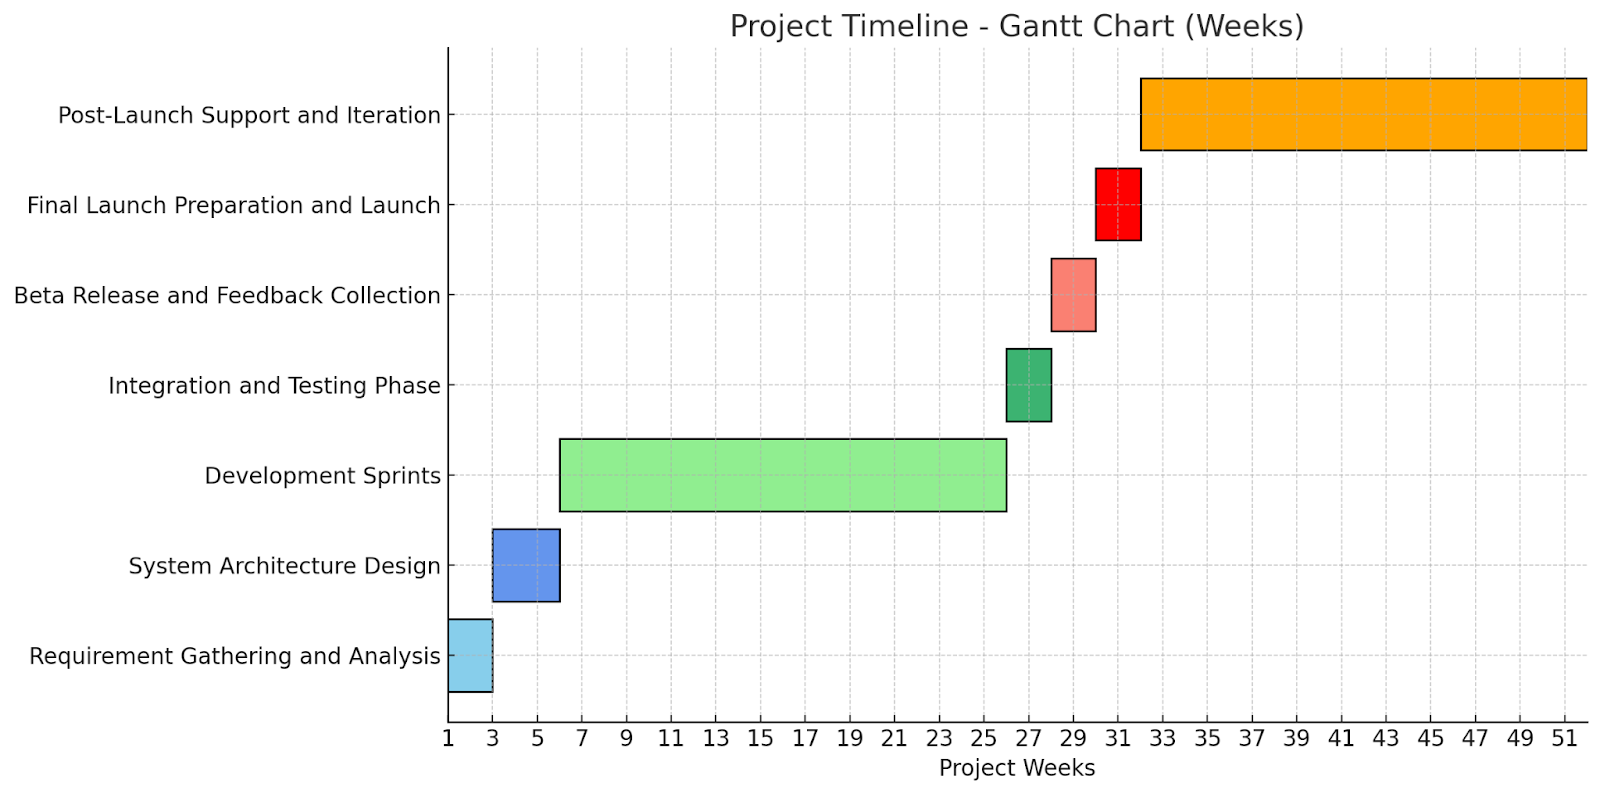 Project Timeline - Gantt Chart (Weeks)
Post-Launch Support and Iteration
Final Launch Preparation and Launch
Beta Release and Feedback Collection
Integration and Testing Phase
Development Sprints
System Architecture Design
Requirement Gathering and Analysis
1 3 5 7 9 11 13 15 17 19 21 23 25 27 29 31 33 35 37 39 41 43 45 47 49 51
Project Weeks